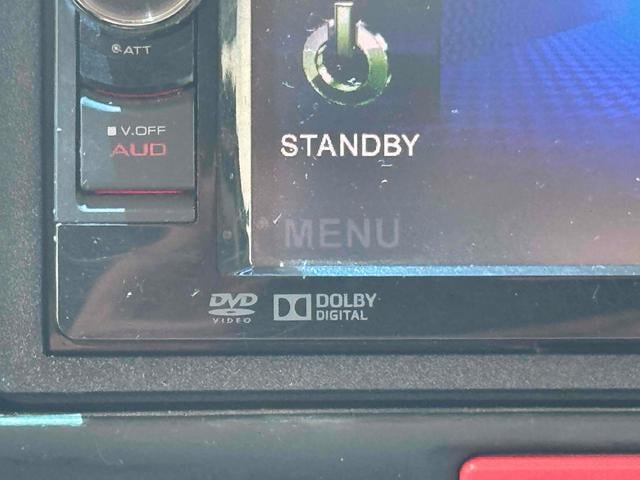 ATT
V.OFF
AUD
STANDBY
MENU
DVD
VIDEO
DOLBY
DIGITAL